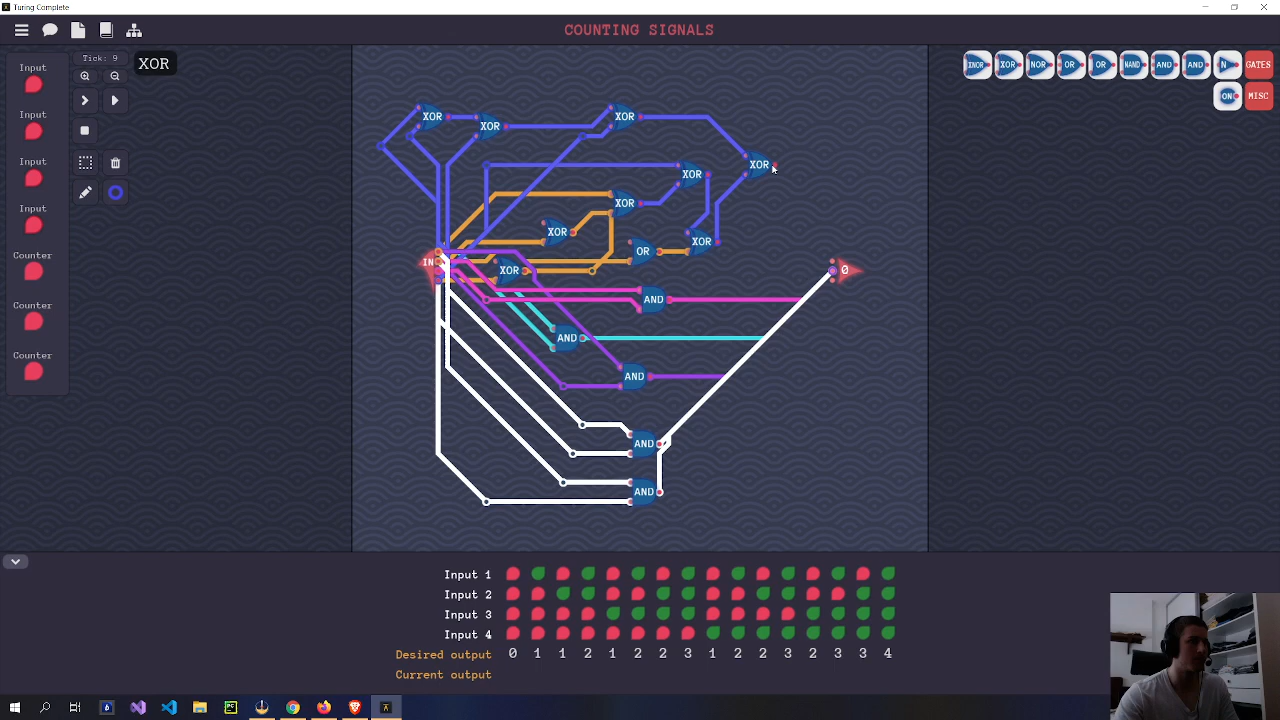 Turing Complete
COUNTING SIGNALS
Input
Input
Input
Input
Counter
Counter
Counter
Tick: 9
XOR
XNOR XOR NOR OR OR NAND AND AND N GATES
ON MISC
XOR
XOR
XOR
XOR
XOR
XOR
XOR
XOR
OR
XOR
IN
XOR
0
AND
AND
AND
AND
AND
Input 1
Input 2
Input 3
Input 4
Desired output 0 1 1 2 1 2 2 3 1 2 2 3 2 3 3 4
Current output